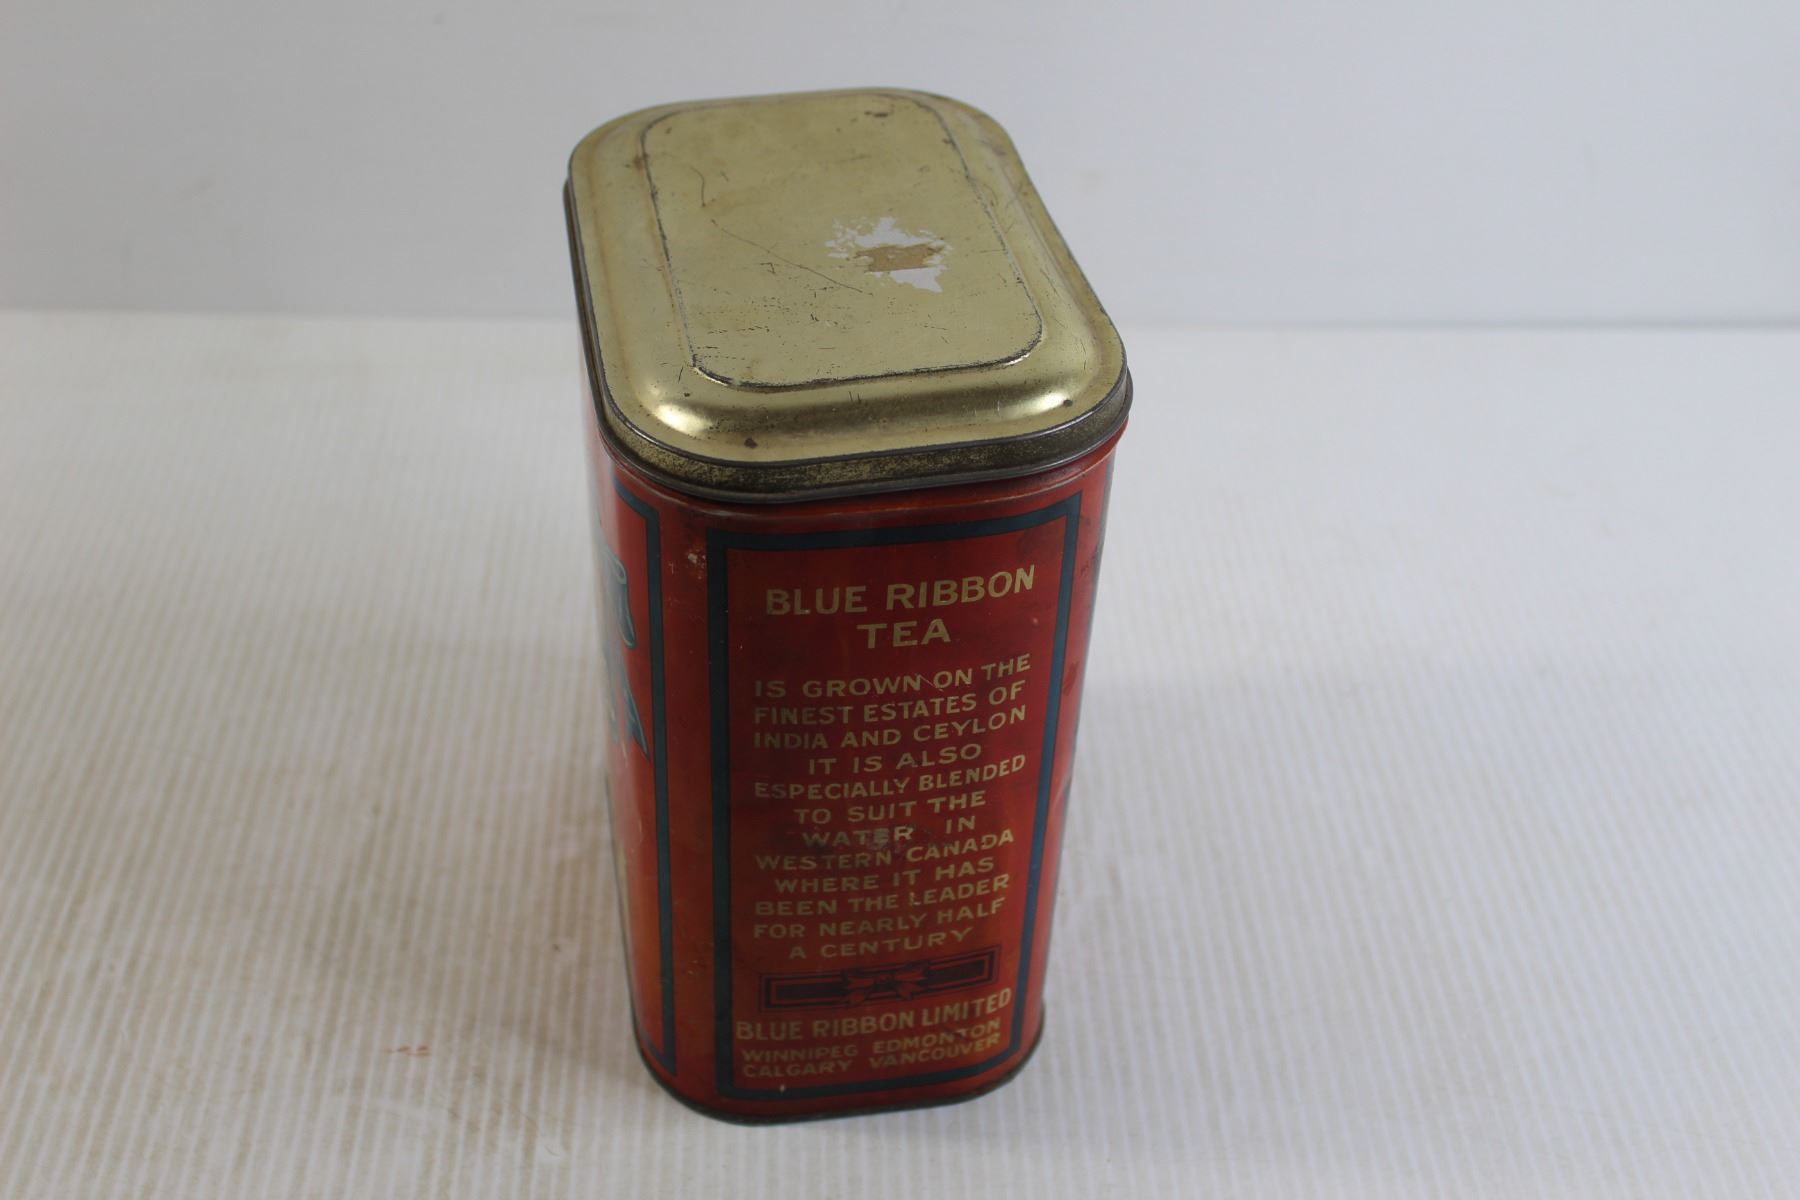 BLUE RIBBON
TEA
IS GROWN ON THE
FINEST ESTATES OF
INDIA AND CEYLON
IT IS ALSO
ESPECIALLY BLENDED
TO SUIT THE
WATER IN
WESTERN CANADA
WHERE IT HAS
BEEN THE LEADER
FOR NEARLY HALF
A CENTURY
BLUE RIBBON LIMITED
WINNIPEG EDMONTON
CALGARY VANCOUVER